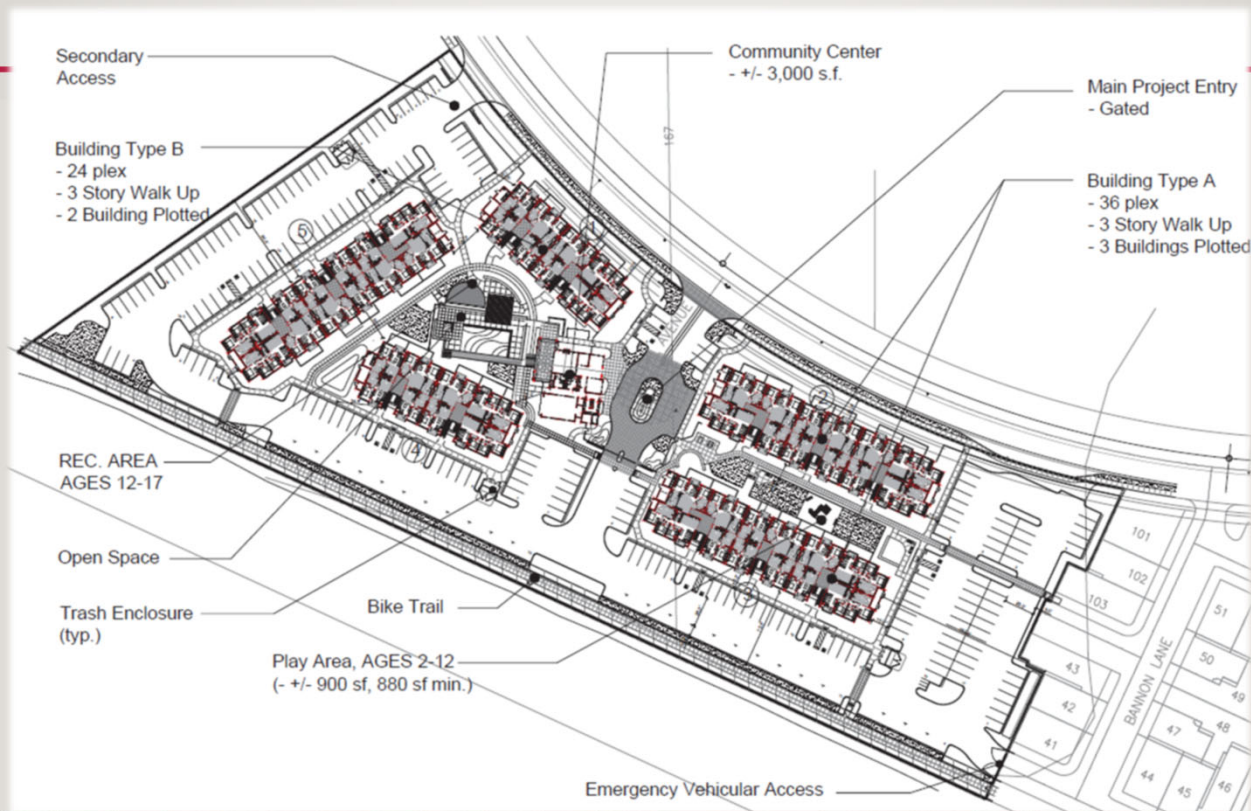 Secondary
Access
Building Type B
- 24 plex
- 3 Story Walk Up
- 2 Building Plotted
Community Center
- +/- 3,000 s.f.
Main Project Entry
- Gated
Building Type A
- 36 plex
- 3 Story Walk Up
- 3 Buildings Plotted
167
AVENUE
5
2
4
3
REC. AREA
AGES 12-17
Open Space
Trash Enclosure
(typ.)
Bike Trail
Play Area, AGES 2-12
(- +/- 900 sf, 880 sf min.)
Emergency Vehicular Access
101
102
103
43
42
41
BANNON LANE
51
50
49
48
47
46
45
44